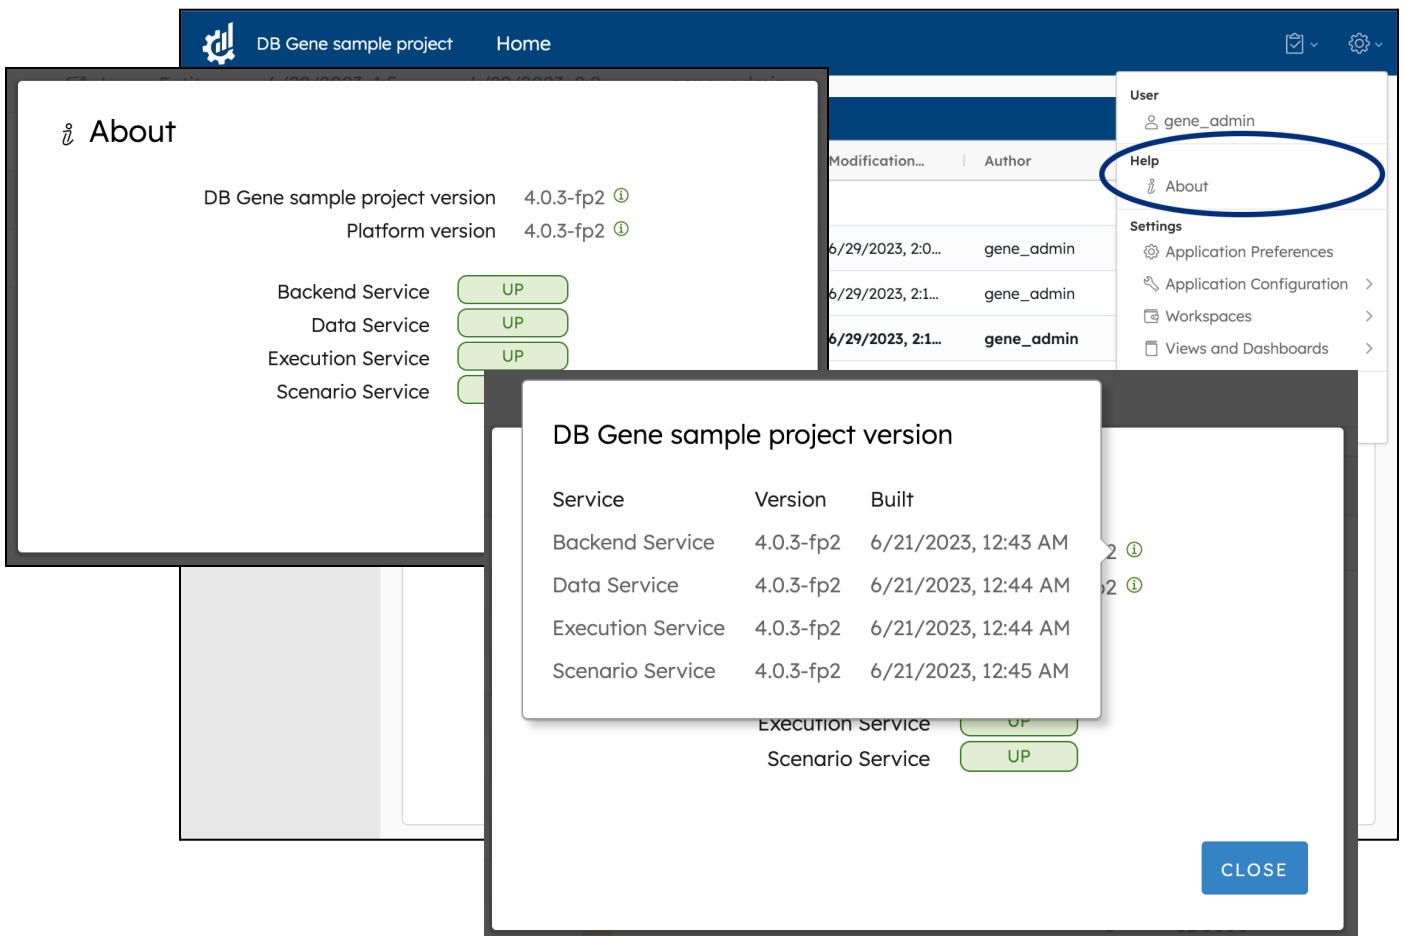 DB Gene sample project Home
User
gene_admin
Help
About
Settings
Application Preferences
Application Configuration
Workspaces
Views and Dashboards
Modification... Author
6/29/2023, 2:0... gene_admin
6/29/2023, 2:1... gene_admin
6/29/2023, 2:1... gene_admin
About
DB Gene sample project version 4.0.3-fp2
Platform version 4.0.3-fp2
Backend Service UP
Data Service UP
Execution Service UP
Scenario Service
DB Gene sample project version
Service Version Built
Backend Service 4.0.3-fp2 6/21/2023, 12:43 AM
Data Service 4.0.3-fp2 6/21/2023, 12:44 AM
Execution Service 4.0.3-fp2 6/21/2023, 12:44 AM
Scenario Service 4.0.3-fp2 6/21/2023, 12:45 AM
2
p2
Execution Service UP
Scenario Service UP
CLOSE